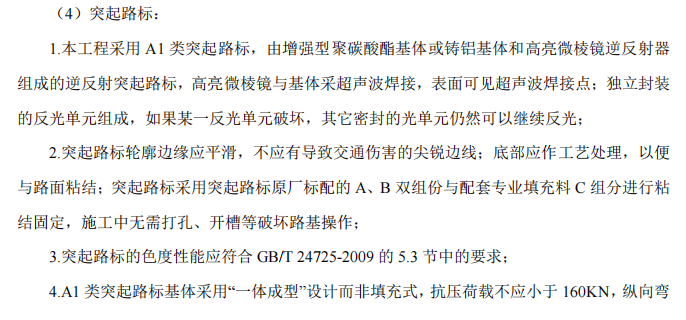 （4）突起路标：
1.本工程采用 A1 类突起路标，由增强型聚碳酸酯基体或铸铝基体和高亮微棱镜逆反射器
组成的逆反射突起路标，高亮微棱镜与基体采超声波焊接，表面可见超声波焊接点；独立封装
的反光单元组成，如果某一反光单元破坏，其它密封的光单元仍然可以继续反光；
2.突起路标轮廓边缘应平滑，不应有导致交通伤害的尖锐边线；底部应作工艺处理，以便
与路面粘结；突起路标采用突起路标原厂标配的 A、B 双组份与配套专业填充料 C 组分进行粘
结固定，施工中无需打孔、开槽等破坏路基操作；
3.突起路标的色度性能应符合 GB/T 24725-2009 的 5.3 节中的要求；
4.A1 类突起路标基体采用“一体成型”设计而非填充式，抗压荷载不应小于 160KN，纵向弯